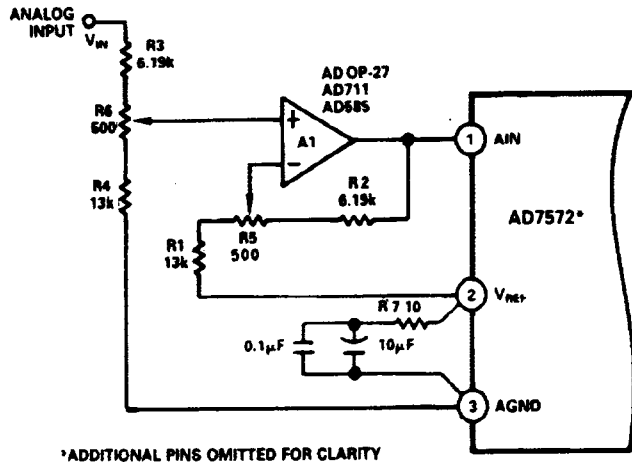 ANALOG
INPUT
VIN
R3
6.19k
R6
500
R4
13k
AD OP-27
AD711
AD585
+
A1
−
R2
6.19k
R5
500
R1
13k
1
AIN
AD7572*
2
VREF
R7 10
0.1µF
10µF
3
AGND
*ADDITIONAL PINS OMITTED FOR CLARITY